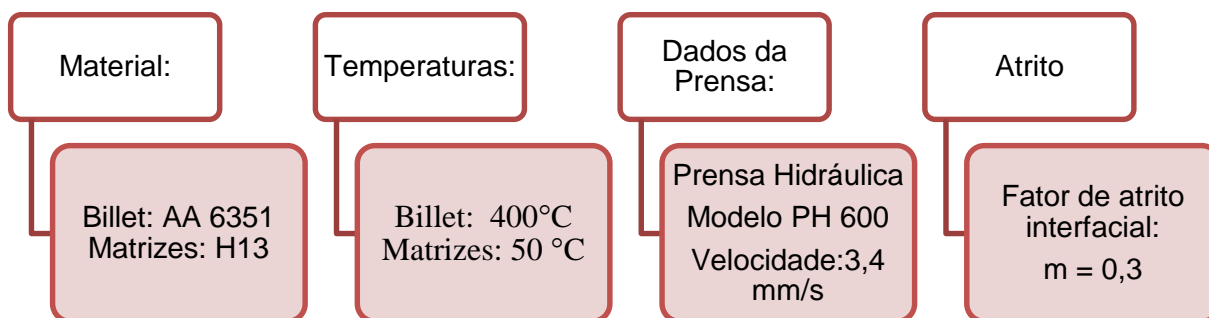 Material:
Billet: AA 6351
Matrizes: H13
Temperaturas:
Billet:  400°C
Matrizes: 50 °C
Dados da
Prensa:
Prensa Hidráulica
Modelo PH 600
Velocidade:3,4
mm/s
Atrito
Fator de atrito
interfacial:
m = 0,3